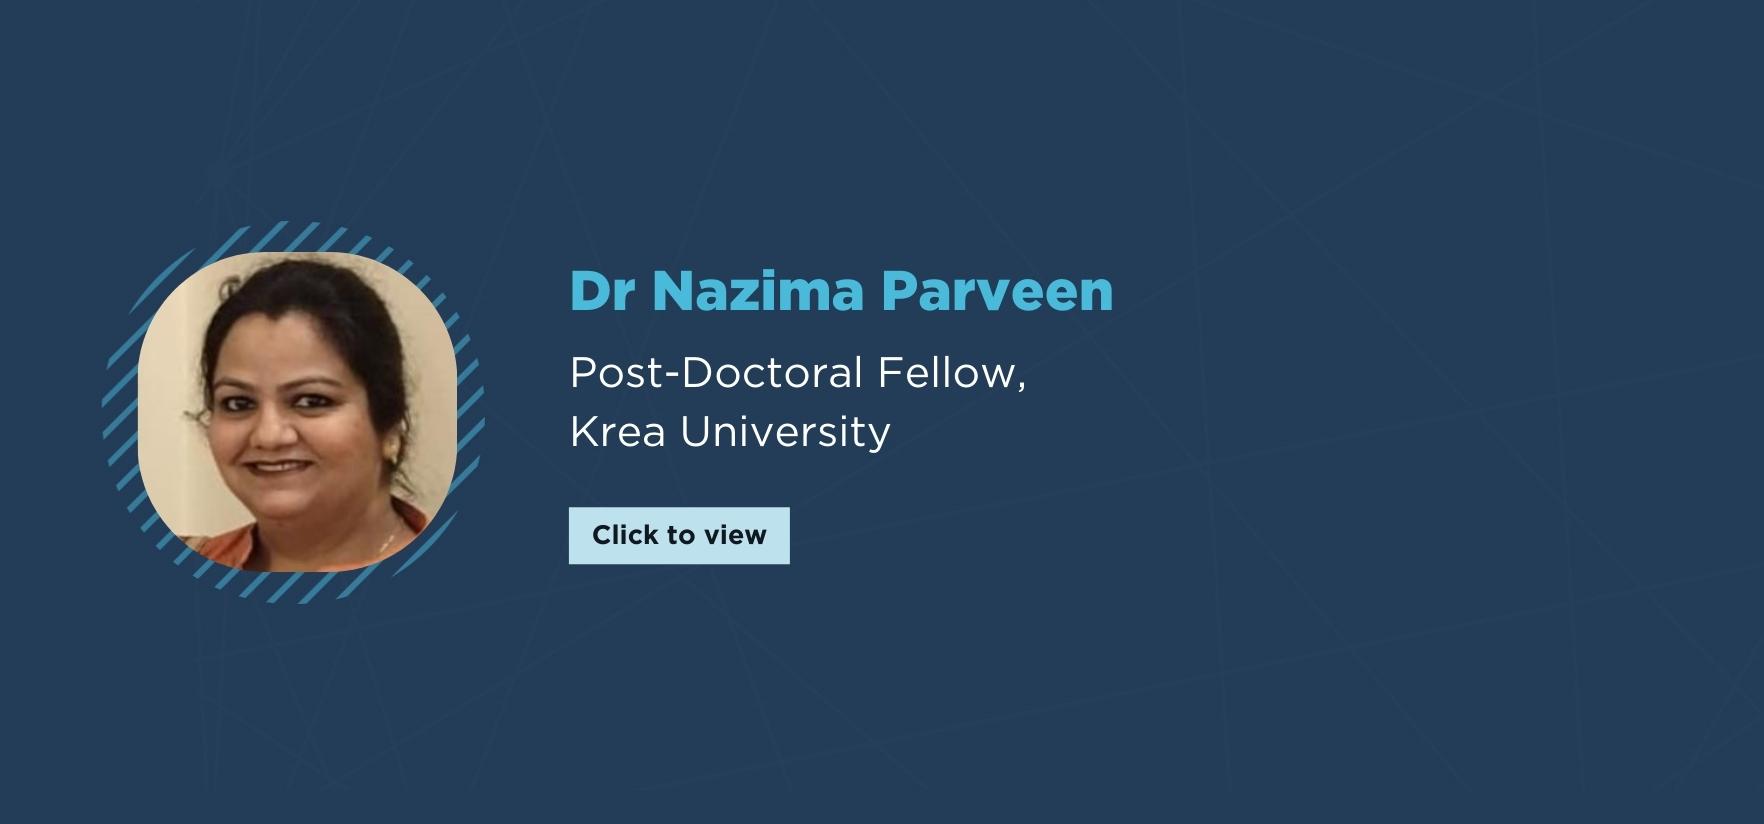 Dr Nazima Parveen
Post-Doctoral Fellow,
Krea University
Click to view